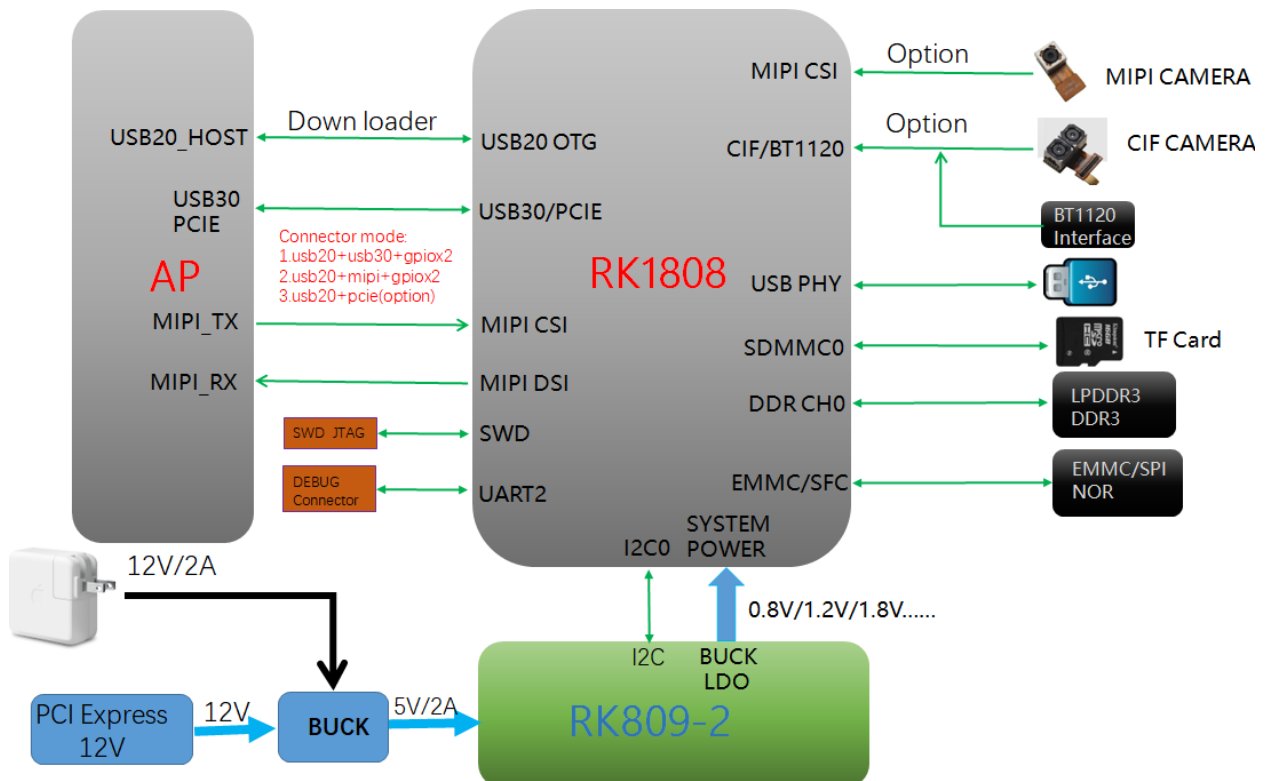 Option
MIPI CSI
MIPI CAMERA
USB20_HOST
Down loader
USB20 OTG
Option
CIF/BT1120
CIF CAMERA
USB30
PCIE
USB30/PCIE
BT1120
Interface
Connector mode:
1.usb20+usb30+gpiox2
2.usb20+mipi+gpiox2
3.usb20+pcie(option)
AP
RK1808
USB PHY
MIPI_TX
MIPI CSI
SDMMC0
TF Card
MIPI_RX
MIPI DSI
DDR CH0
LPDDR3
DDR3
SWD JTAG
SWD
DEBUG
Connector
UART2
EMMC/SFC
EMMC/SPI
NOR
I2C0
SYSTEM
POWER
12V/2A
0.8V/1.2V/1.8V......
I2C
BUCK
LDO
PCI Express
12V
12V
BUCK
5V/2A
RK809-2